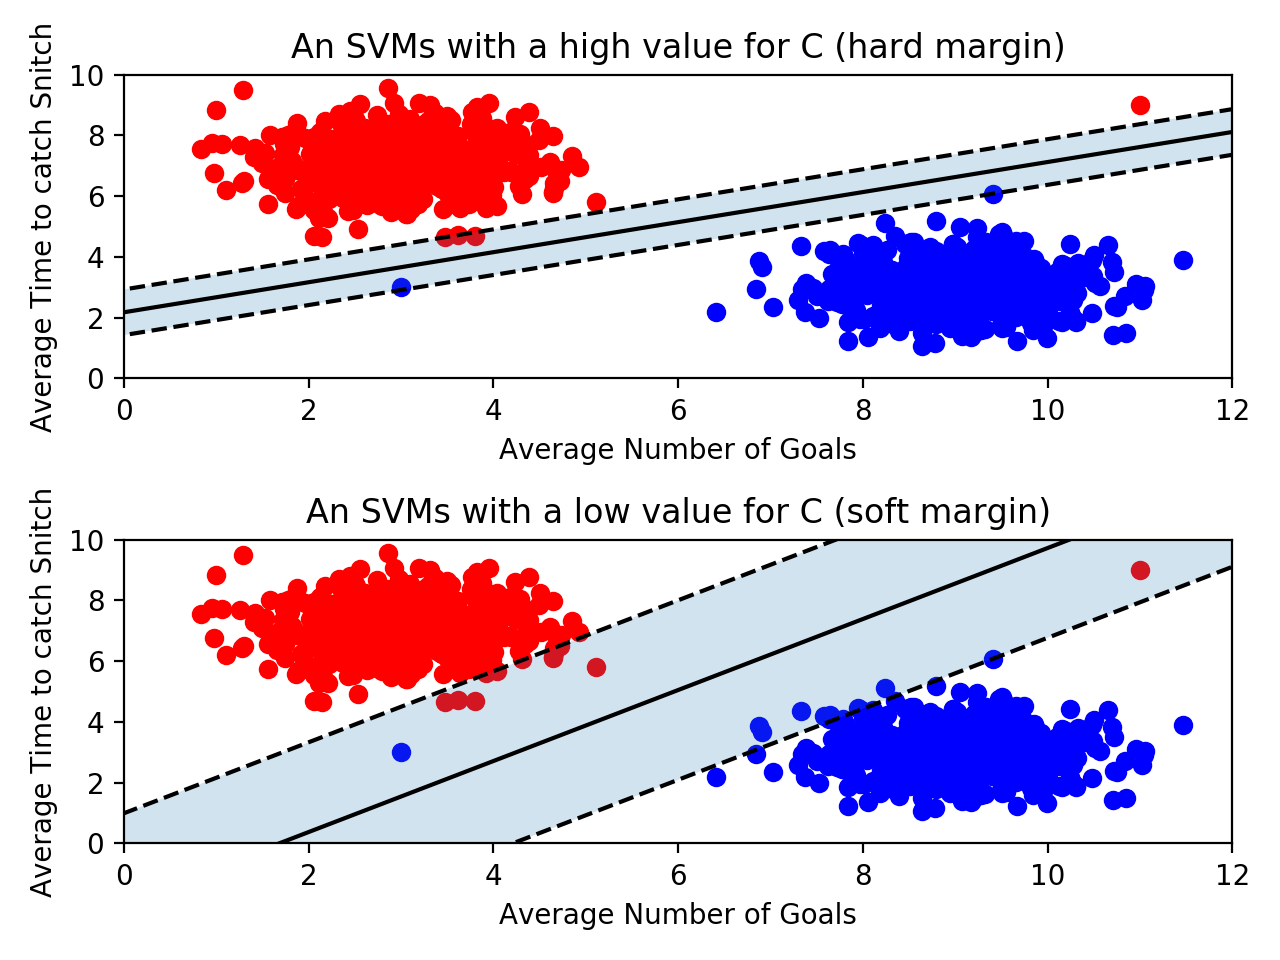 An SVMs with a high value for C (hard margin)
Average Time to catch Snitch
10
8
6
4
2
0
0 2 4 6 8 10 12
Average Number of Goals
An SVMs with a low value for C (soft margin)
Average Time to catch Snitch
10
8
6
4
2
0
0 2 4 6 8 10 12
Average Number of Goals